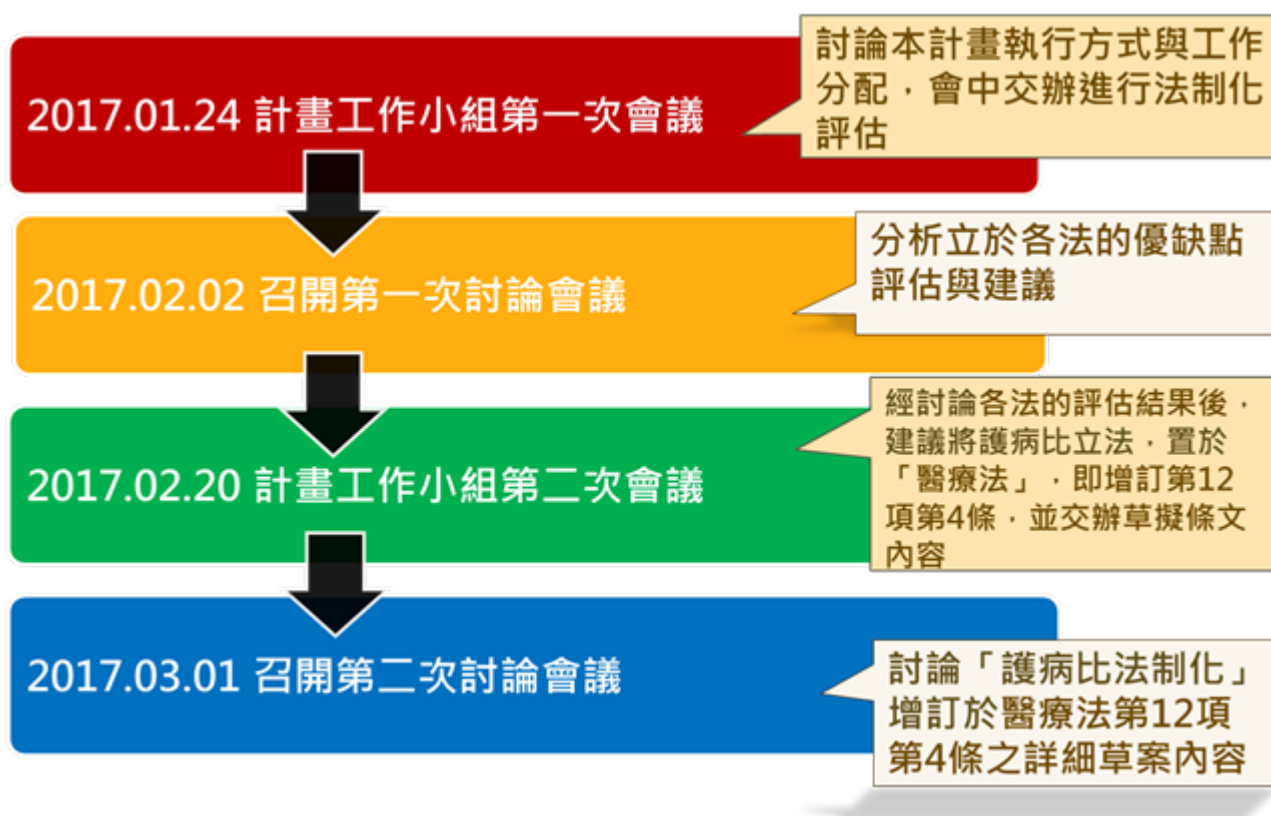 2017.01.24 計畫工作小組第一次會議
討論本計畫執行方式與工作
分配，會中交辦進行法制化
評估
2017.02.02 召開第一次討論會議
分析立於各法的優缺點
評估與建議
2017.02.20 計畫工作小組第二次會議
經討論各法的評估結果後，
建議將護病比立法，置於
「醫療法」，即增訂第12
項第4條，並交辦草擬條文
內容
2017.03.01 召開第二次討論會議
討論「護病比法制化」
增訂於醫療法第12項
第4條之詳細草案內容